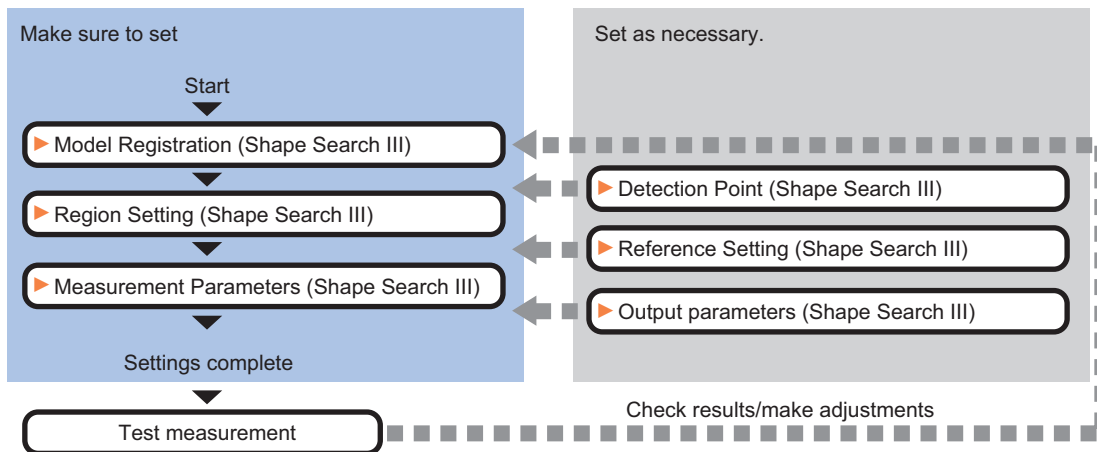 Make sure to set
Start
Model Registration (Shape Search III)
Region Setting (Shape Search III)
Measurement Parameters (Shape Search III)
Settings complete
Test measurement
Set as necessary.
Detection Point (Shape Search III)
Reference Setting (Shape Search III)
Output parameters (Shape Search III)
Check results/make adjustments